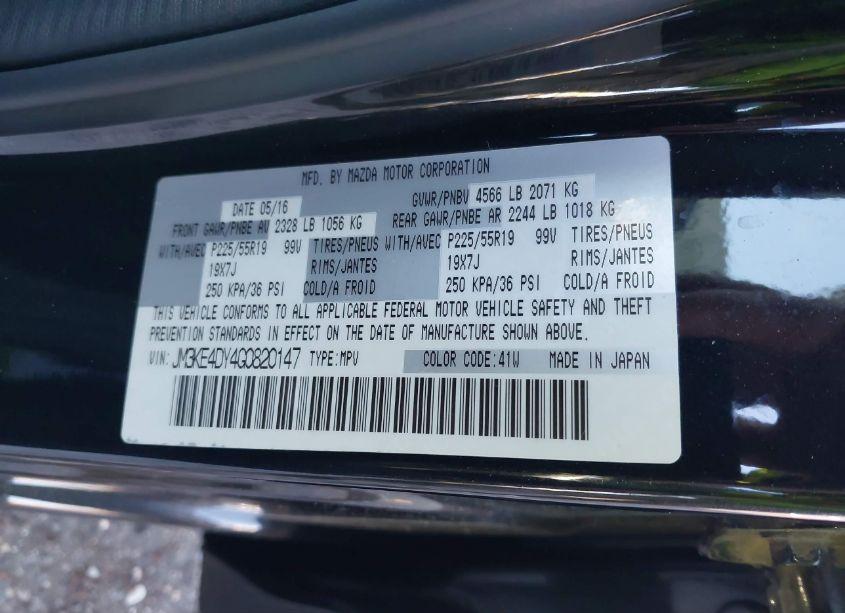 MFD. BY MAZDA MOTOR CORPORATION
DATE 05/16 GVWR/PNBV 4566 LB 2071 KG
FRONT GAWR/PNBE AV 2328 LB 1056 KG REAR GAWR/PNBE AR 2244 LB 1018 KG
WITH/AVEC P225/55R19 99V TIRES/PNEUS WITH/AVEC P225/55R19 99V TIRES/PNEUS
19X7J RIMS/JANTES 19X7J RIMS/JANTES
250 KPA/36 PSI COLD/A FROID 250 KPA/36 PSI COLD/A FROID
THIS VEHICLE CONFORMS TO ALL APPLICABLE FEDERAL MOTOR VEHICLE SAFETY AND THEFT
PREVENTION STANDARDS IN EFFECT ON THE DATE OF MANUFACTURE SHOWN ABOVE.
VIN: JM3KE4DY4G0820147 TYPE:MPV COLOR CODE:41W MADE IN JAPAN